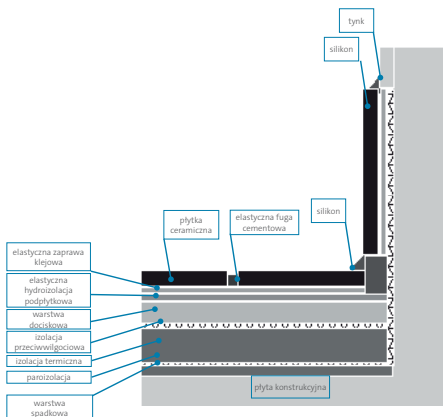 tynk
silikon
silikon
płytka
ceramiczna
elastyczna fuga
cementowa
elastyczna zaprawa
klejowa
elastyczna
hydroizolacja
podpłytkowa
warstwa
dociskowa
izolacja
przeciwwilgociowa
izolacja termiczna
paroizolacja
warstwa
spadkowa
płyta konstrukcyjna